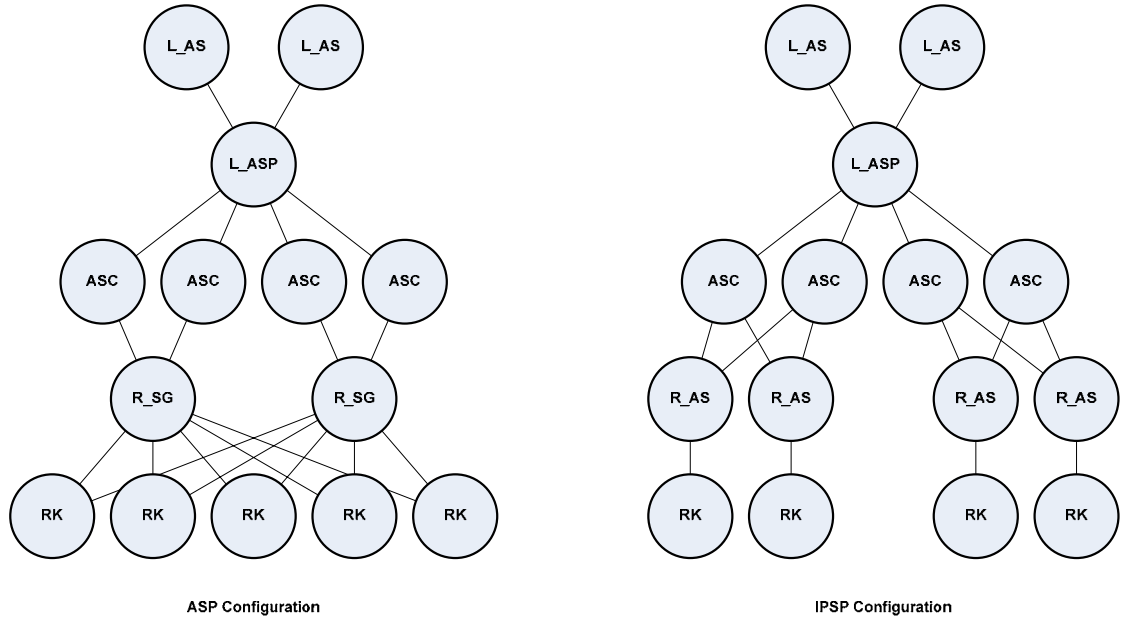 L_AS L_AS L_AS L_AS
L_ASP L_ASP
ASC ASC ASC ASC ASC ASC ASC ASC
R_SG R_SG R_AS R_AS R_AS R_AS
RK RK RK RK RK RK RK RK RK
ASP Configuration IPSP Configuration